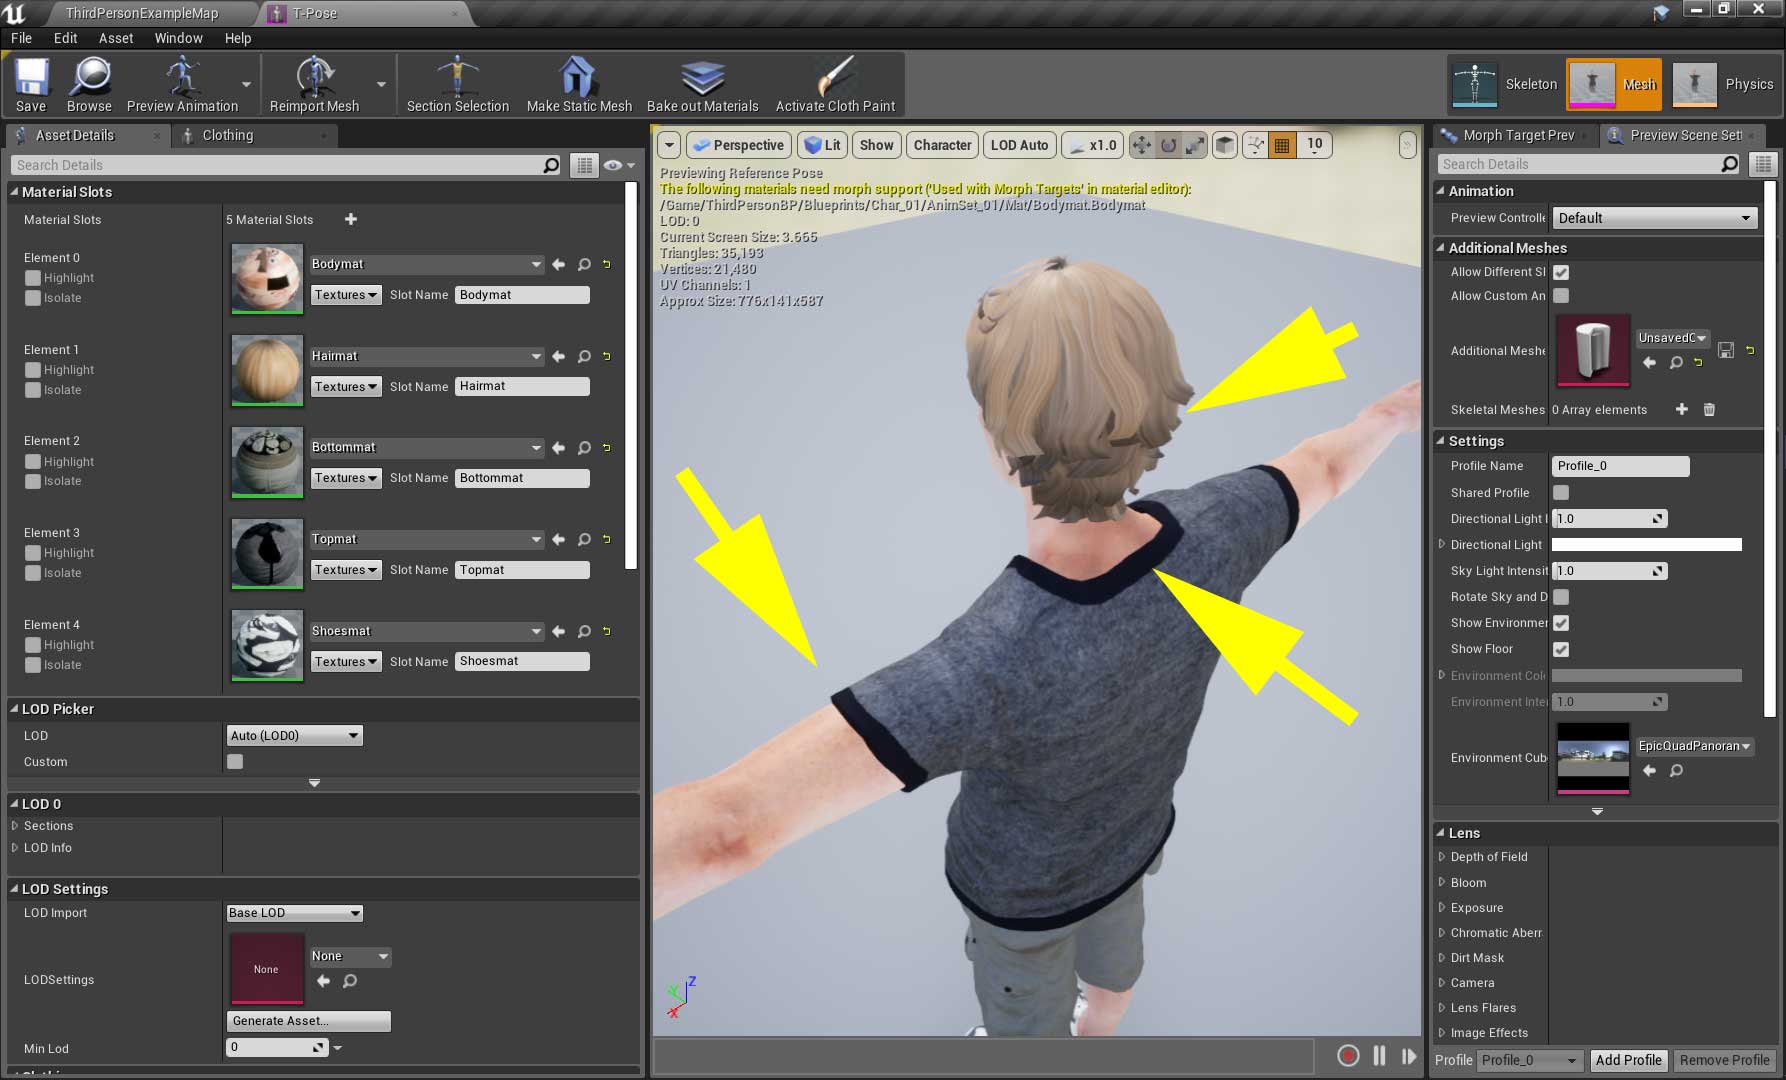 ThirdPersonExampleMap
T-Pose
File Edit Asset Window Help
Save Browse Preview Animation Reimport Mesh Section Selection Make Static Mesh Bake out Materials Activate Cloth Paint
Skeleton Mesh Physics
Asset Details
Clothing
Search Details
Material Slots
Material Slots 5 Material Slots
Element 0
Highlight
Isolate
Bodymat
Textures Slot Name Bodymat
Element 1
Highlight
Isolate
Hairmat
Textures Slot Name Hairmat
Element 2
Highlight
Isolate
Bottommat
Textures Slot Name Bottommat
Element 3
Highlight
Isolate
Topmat
Textures Slot Name Topmat
Element 4
Highlight
Isolate
Shoesmat
Textures Slot Name Shoesmat
LOD Picker
LOD Auto (LOD0)
Custom
LOD 0
Sections
LOD Info
LOD Settings
LOD Import Base LOD
LODSettings
None
None
Generate Asset...
Min Lod 0
Perspective Lit Show Character LOD Auto x1.0 10
Previewing Reference Pose
The following materials need morph support ('Used with Morph Targets' in material editor):
/Game/ThirdPersonBP/Blueprints/Char_01/AnimSet_01/Mat/Bodymat.Bodymat
LOD: 0
Current Screen Size: 3.665
Triangles: 35,193
Vertices: 21,480
UV Channels: 1
Approx Size: 776x141x587
Z
Y
X
Morph Target Prev
Preview Scene Set
Search Details
Animation
Preview Controlle Default
Additional Meshes
Allow Different Sl
Allow Custom An
Additional Meshe UnsavedC
Skeletal Meshes 0 Array elements
Settings
Profile Name Profile_0
Shared Profile
Directional Light I 1.0
Directional Light
Sky Light Intensit 1.0
Rotate Sky and D
Show Environmer
Show Floor
Environment Colo
Environment Inte 1.0
Environment Cub EpicQuadPanoran
Lens
Depth of Field
Bloom
Exposure
Chromatic Aberr
Dirt Mask
Camera
Lens Flares
Image Effects
Profile Profile_0 Add Profile Remove Profile